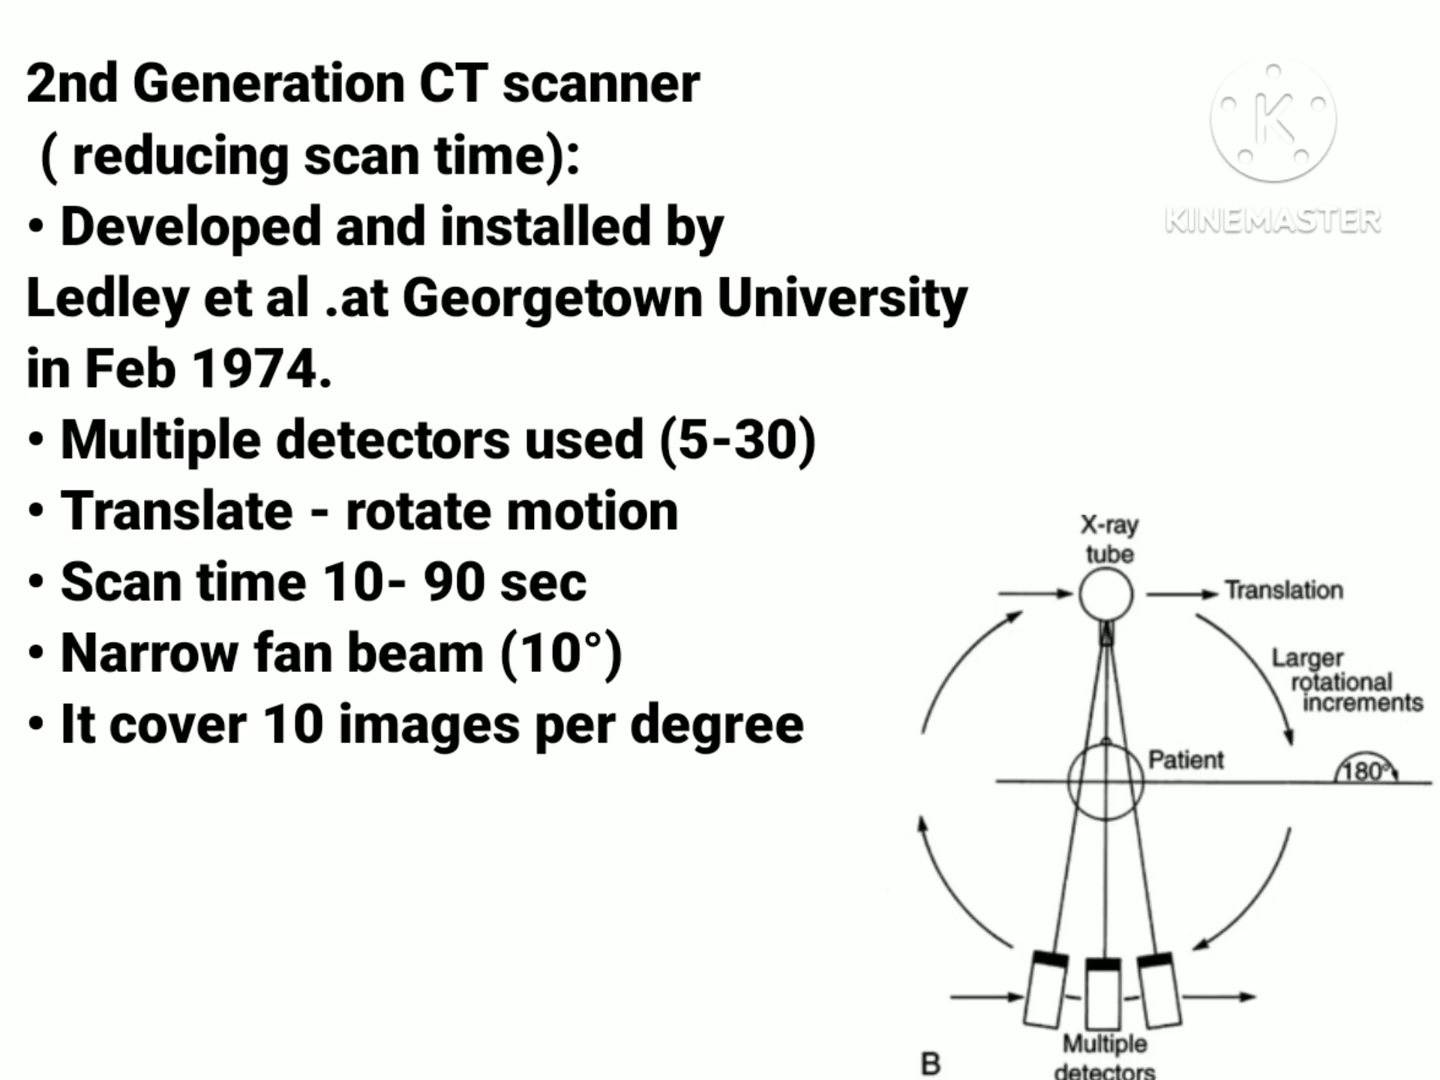 2nd Generation CT scanner
( reducing scan time):
• Developed and installed by
Ledley et al .at Georgetown University
in Feb 1974.
• Multiple detectors used (5-30)
• Translate - rotate motion
• Scan time 10- 90 sec
• Narrow fan beam (10°)
• It cover 10 images per degree
K
KINEMASTER
X-ray
tube
Translation
Larger
rotational
increments
Patient
180°
Multiple
detectors
B